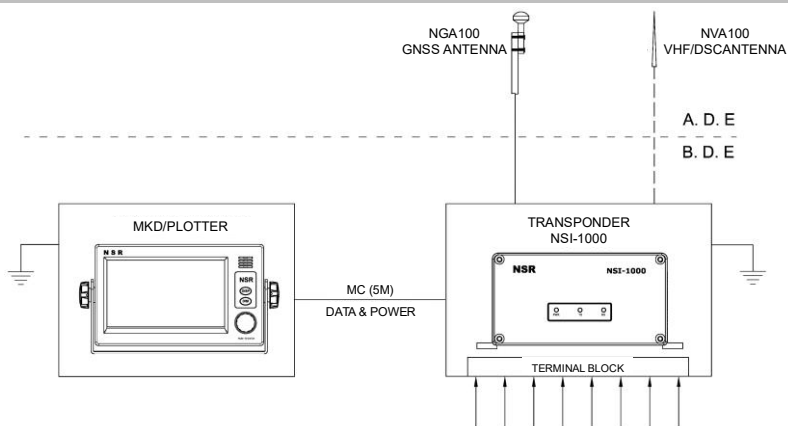 NGA100
GNSS ANTENNA
NVA100
VHF/DSCANTENNA
A. D. E
B. D. E
MKD/PLOTTER
NSR
NSR
MC (5M)
DATA & POWER
TRANSPONDER
NSI-1000
NSR
NSI-1000
TERMINAL BLOCK